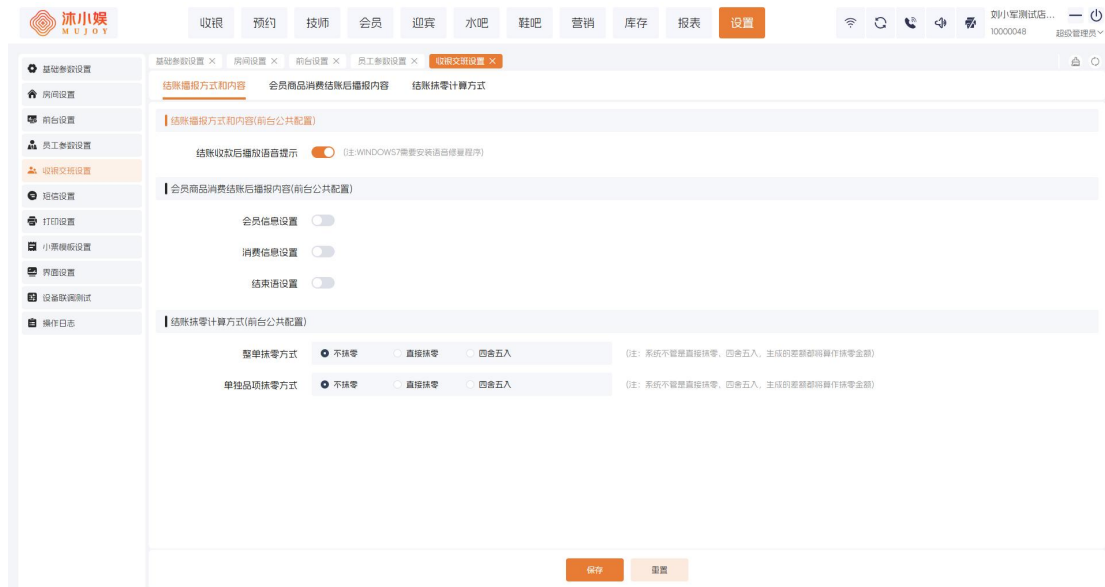 沐小娱
MUJOY
收银 预约 技师 会员 迎宾 水吧 鞋吧 营销 库存 报表 设置
刘小军测试店...
10000048 超级管理员
基础参数设置 × 房间设置 × 前台设置 × 员工参数设置 × 收银交班设置 ×
基础参数设置
房间设置
前台设置
员工参数设置
收银交班设置
短信设置
打印设置
小票模板设置
界面设置
设备联调测试
操作日志
结账播报方式和内容 会员商品消费结账后播报内容 结账抹零计算方式
结账播报方式和内容(前台公共配置)
结账收款后播放语音提示 (注:WINDOWS7需要安装语音修复程序)
会员商品消费结账后播报内容(前台公共配置)
会员信息设置
消费信息设置
结束语设置
结账抹零计算方式(前台公共配置)
整单抹零方式 不抹零 直接抹零 四舍五入 (注：系统不管是直接抹零、四舍五入，生成的差额都将算作抹零金额)
单独品项抹零方式 不抹零 直接抹零 四舍五入 (注：系统不管是直接抹零、四舍五入，生成的差额都将算作抹零金额)
保存 重置